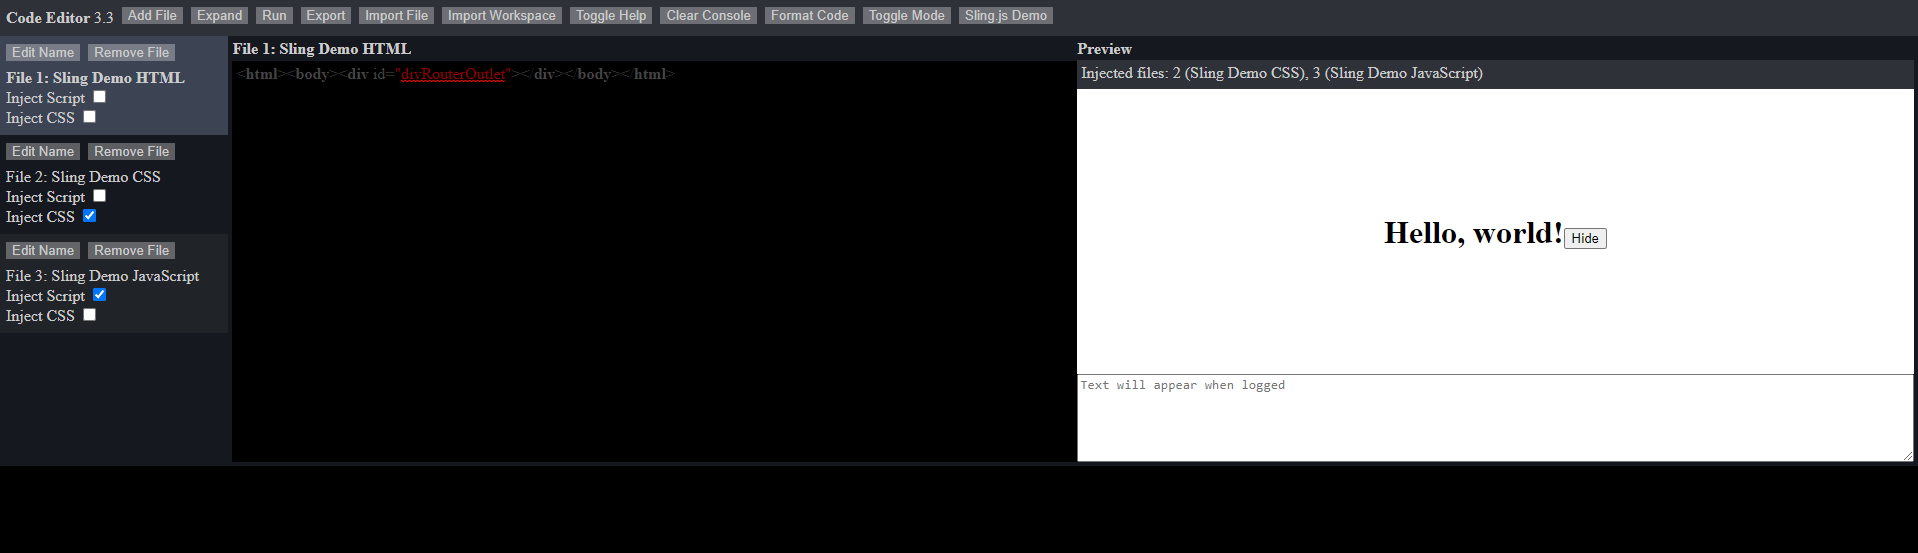 Code Editor 3.3 Add File Expand Run Export Import File Import Workspace Toggle Help Clear Console Format Code Toggle Mode Sling.js Demo
Edit Name Remove File
File 1: Sling Demo HTML
Inject Script
Inject CSS
Edit Name Remove File
File 2: Sling Demo CSS
Inject Script
Inject CSS
Edit Name Remove File
File 3: Sling Demo JavaScript
Inject Script
Inject CSS
File 1: Sling Demo HTML
<html><body><div id="divRouterOutlet"></div></body></html>
Preview
Injected files: 2 (Sling Demo CSS), 3 (Sling Demo JavaScript)
Hello, world! Hide
Text will appear when logged